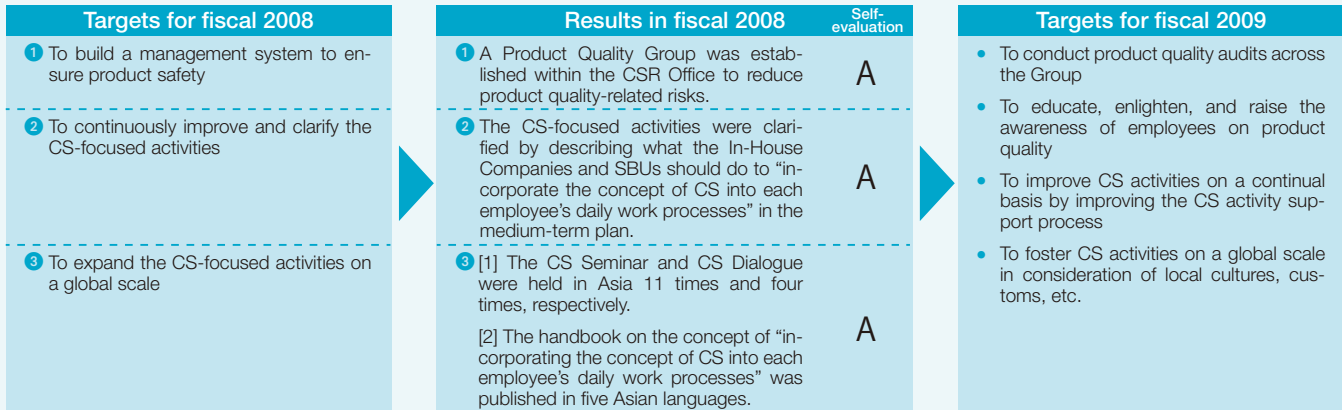 Targets for fiscal 2008
❶ To build a management system to en-
sure product safety
❷ To continuously improve and clarify the
CS-focused activities
❸ To expand the CS-focused activities on
a global scale
Results in fiscal 2008
Self-
evaluation
❶ A Product Quality Group was estab-
lished within the CSR Office to reduce
product quality-related risks.
A
❷ The CS-focused activities were clari-
fied by describing what the In-House
Companies and SBUs should do to “in-
corporate the concept of CS into each
employee’s daily work processes” in the
medium-term plan.
A
❸ [1] The CS Seminar and CS Dialogue
were held in Asia 11 times and four
times, respectively.
[2] The handbook on the concept of “in-
corporating the concept of CS into each
employee’s daily work processes” was
published in five Asian languages.
A
Targets for fiscal 2009
• To conduct product quality audits across
the Group
• To educate, enlighten, and raise the
awareness of employees on product
quality
• To improve CS activities on a continual
basis by improving the CS activity sup-
port process
• To foster CS activities on a global scale
in consideration of local cultures, cus-
toms, etc.